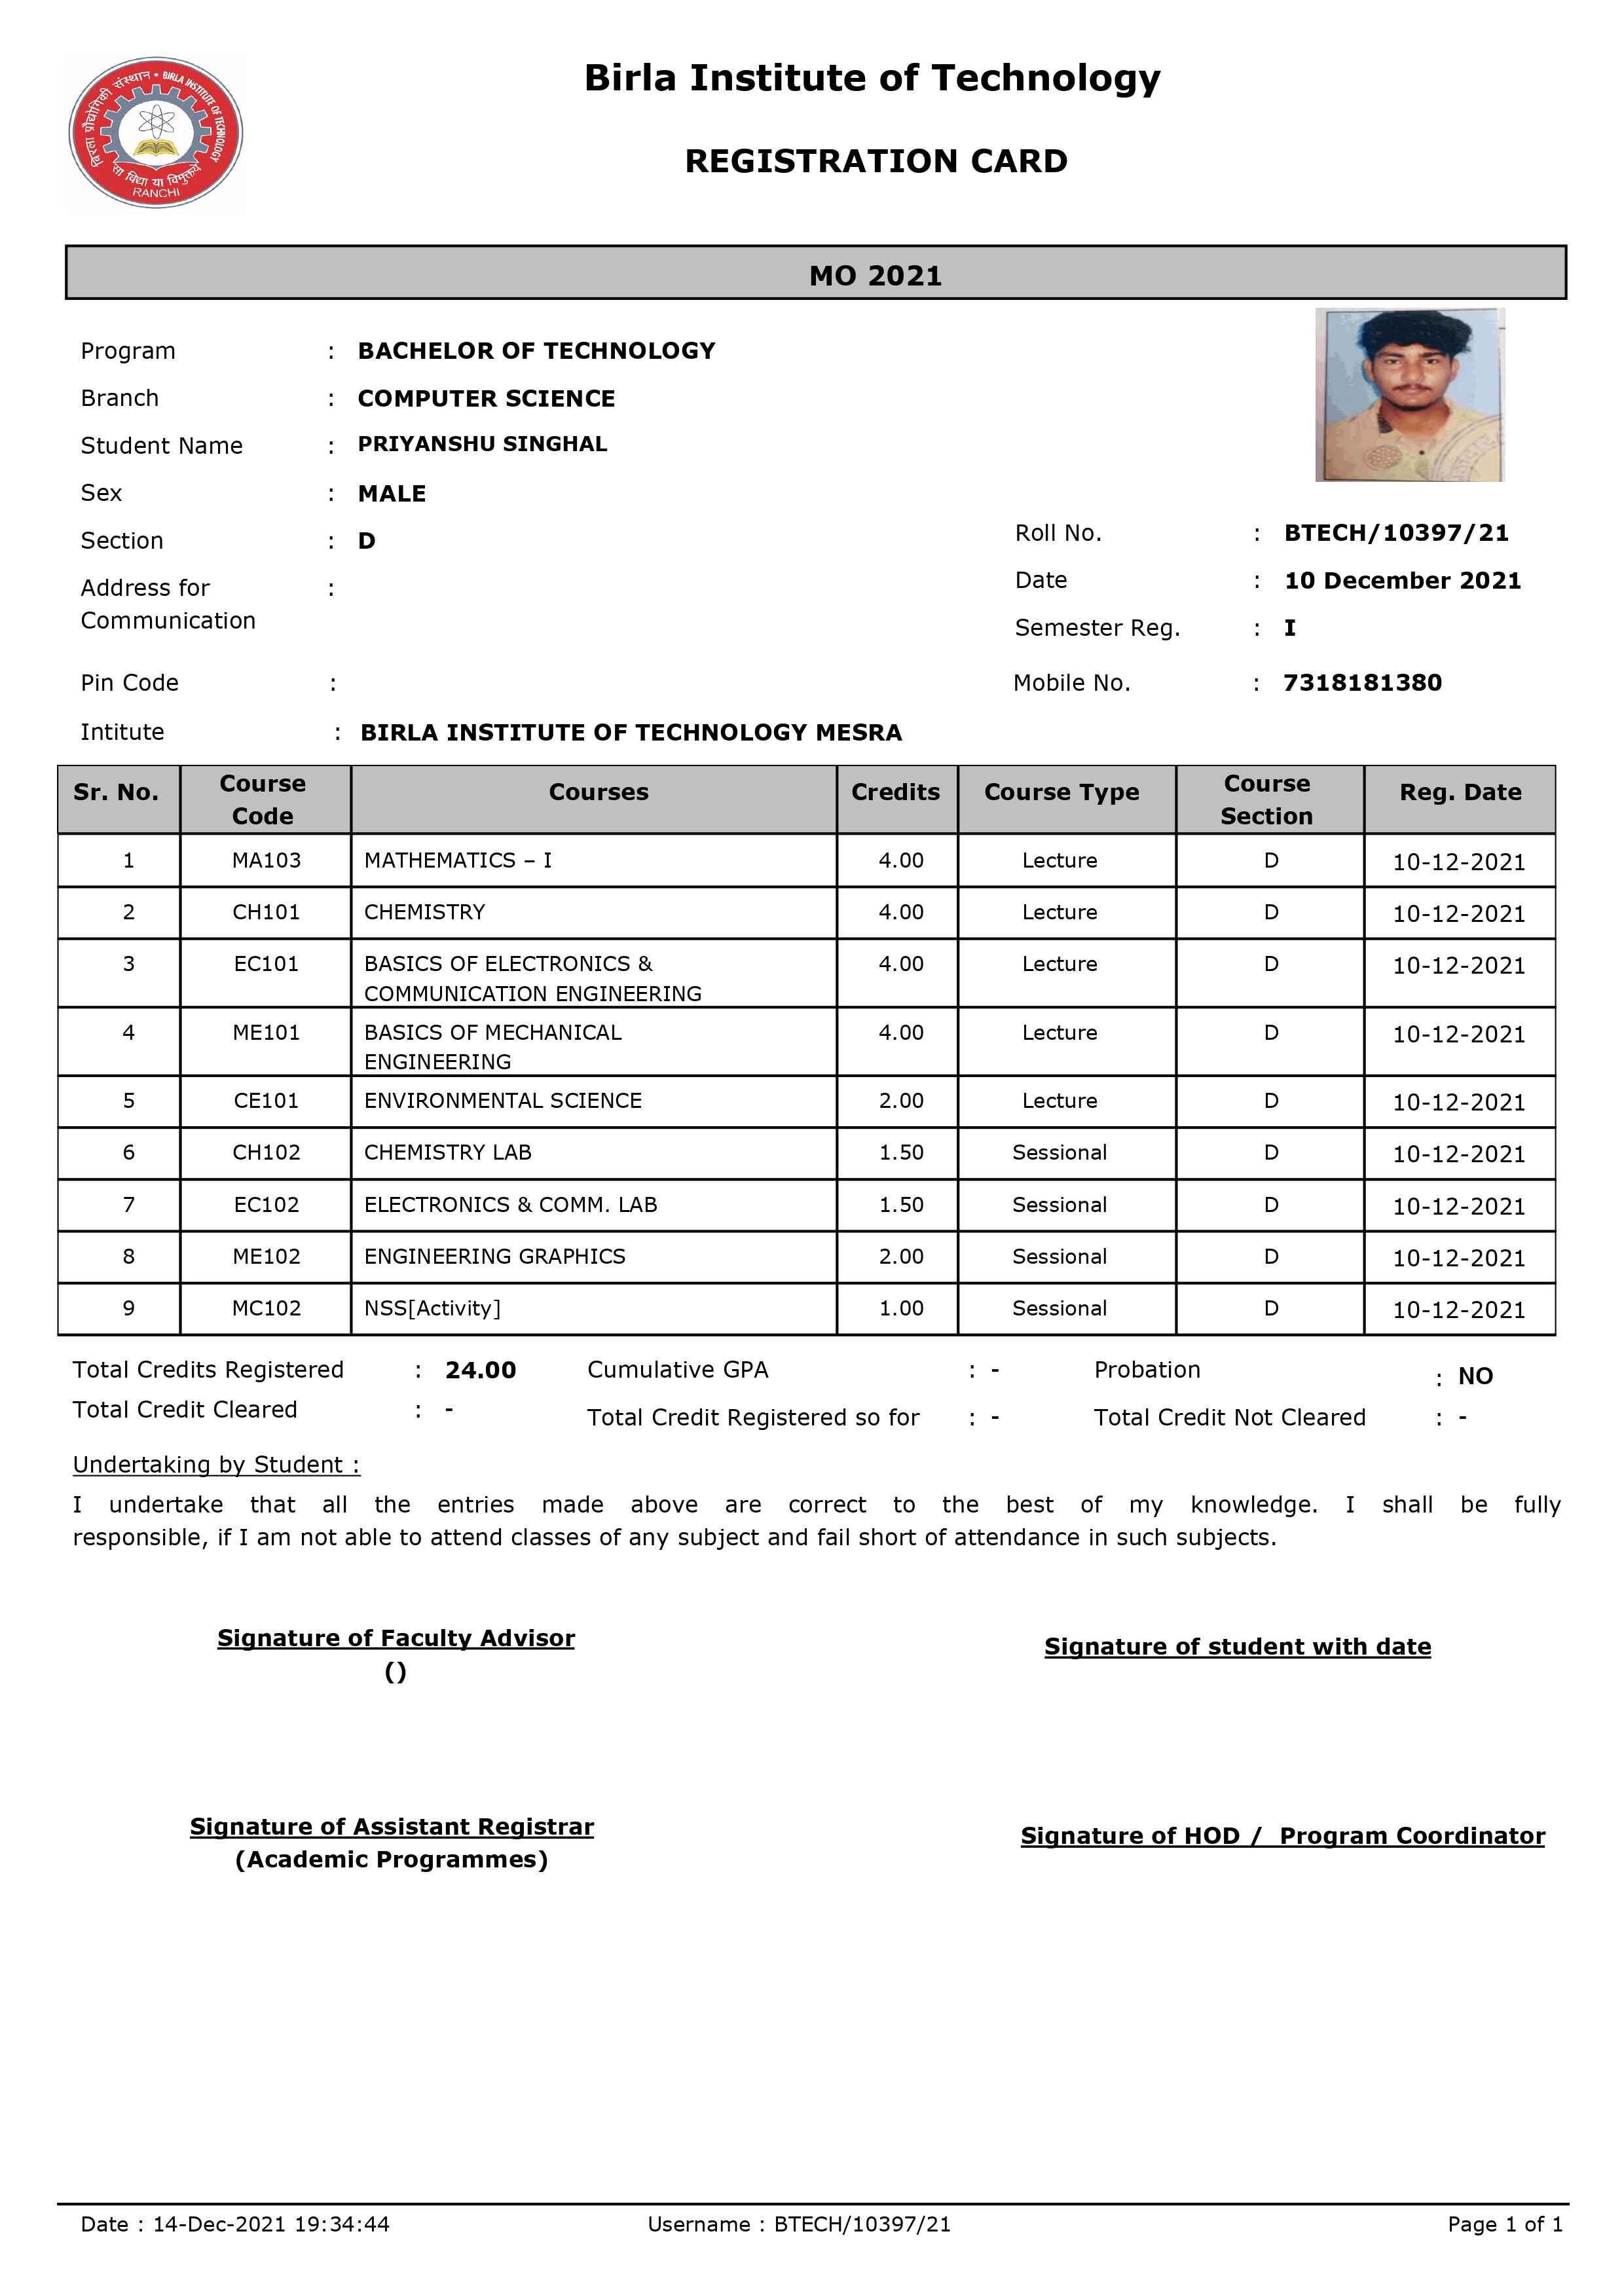 बिरला प्रौद्योगिकी संस्थान • BIRLA INSTITUTE OF TECHNOLOGY
सा विद्या या विमुक्तये
RANCHI
Birla Institute of Technology
REGISTRATION CARD
MO 2021
Program : BACHELOR OF TECHNOLOGY
Branch : COMPUTER SCIENCE
Student Name : PRIYANSHU SINGHAL
Sex : MALE
Section : D
Roll No. : BTECH/10397/21
Address for :
Communication
Date : 10 December 2021
Semester Reg. : I
Pin Code :
Mobile No. : 7318181380
Intitute : BIRLA INSTITUTE OF TECHNOLOGY MESRA
Sr. No. Course Code Courses Credits Course Type Course Section Reg. Date
1 MA103 MATHEMATICS – I 4.00 Lecture D 10-12-2021
2 CH101 CHEMISTRY 4.00 Lecture D 10-12-2021
3 EC101 BASICS OF ELECTRONICS & 4.00 Lecture D 10-12-2021
COMMUNICATION ENGINEERING
4 ME101 BASICS OF MECHANICAL 4.00 Lecture D 10-12-2021
ENGINEERING
5 CE101 ENVIRONMENTAL SCIENCE 2.00 Lecture D 10-12-2021
6 CH102 CHEMISTRY LAB 1.50 Sessional D 10-12-2021
7 EC102 ELECTRONICS & COMM. LAB 1.50 Sessional D 10-12-2021
8 ME102 ENGINEERING GRAPHICS 2.00 Sessional D 10-12-2021
9 MC102 NSS[Activity] 1.00 Sessional D 10-12-2021
Total Credits Registered : 24.00 Cumulative GPA : - Probation : NO
Total Credit Cleared : - Total Credit Registered so for : - Total Credit Not Cleared : -
Undertaking by Student :
I undertake that all the entries made above are correct to the best of my knowledge. I shall be fully
responsible, if I am not able to attend classes of any subject and fail short of attendance in such subjects.
Signature of Faculty Advisor
()
Signature of student with date
Signature of Assistant Registrar
(Academic Programmes)
Signature of HOD / Program Coordinator
Date : 14-Dec-2021 19:34:44 Username : BTECH/10397/21 Page 1 of 1